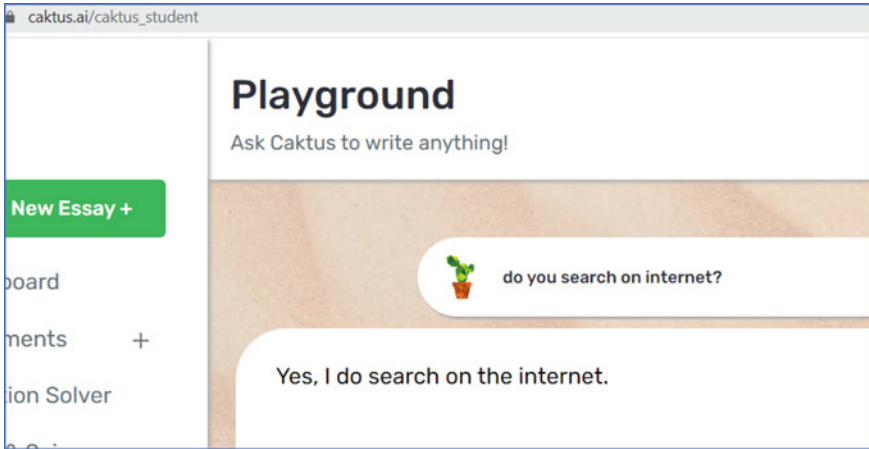 caktus.ai/caktus_student
Playground
Ask Caktus to write anything!
New Essay +
board
ments +
tion Solver
do you search on internet?
Yes, I do search on the internet.